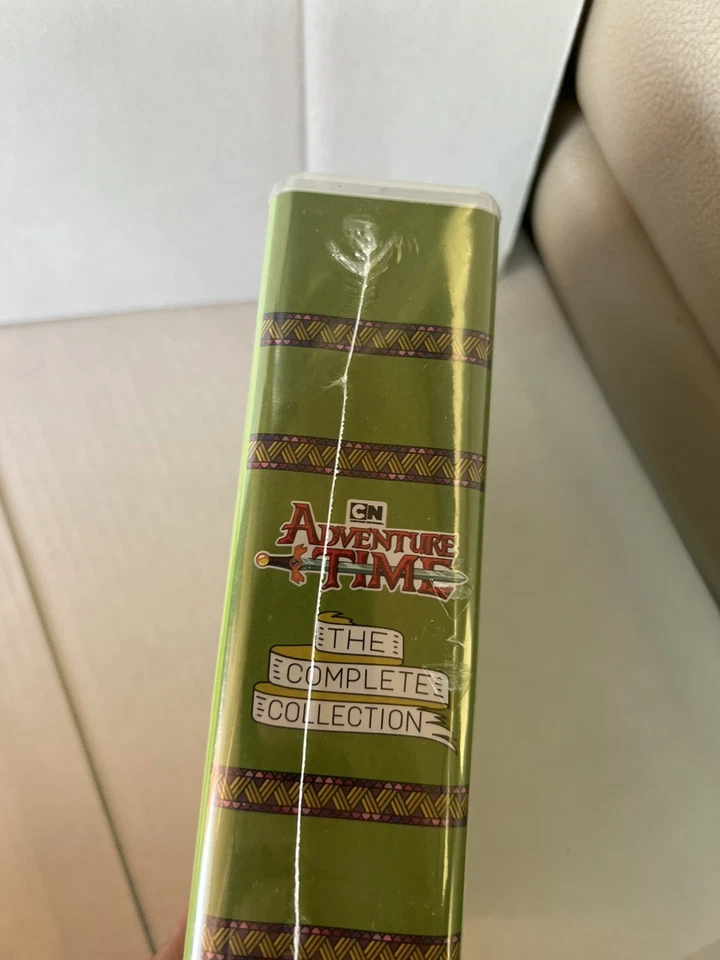 CN
ADVENTURE
TIME
THE
COMPLETE
COLLECTION